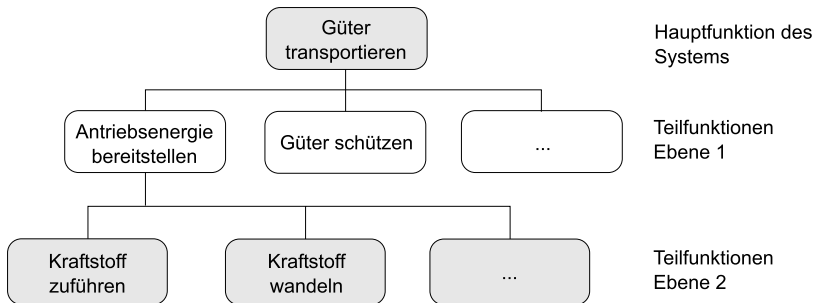 Güter
transportieren
Hauptfunktion des
Systems
Antriebsenergie
bereitstellen
Güter schützen
...
Teilfunktionen
Ebene 1
Kraftstoff
zuführen
Kraftstoff
wandeln
...
Teilfunktionen
Ebene 2